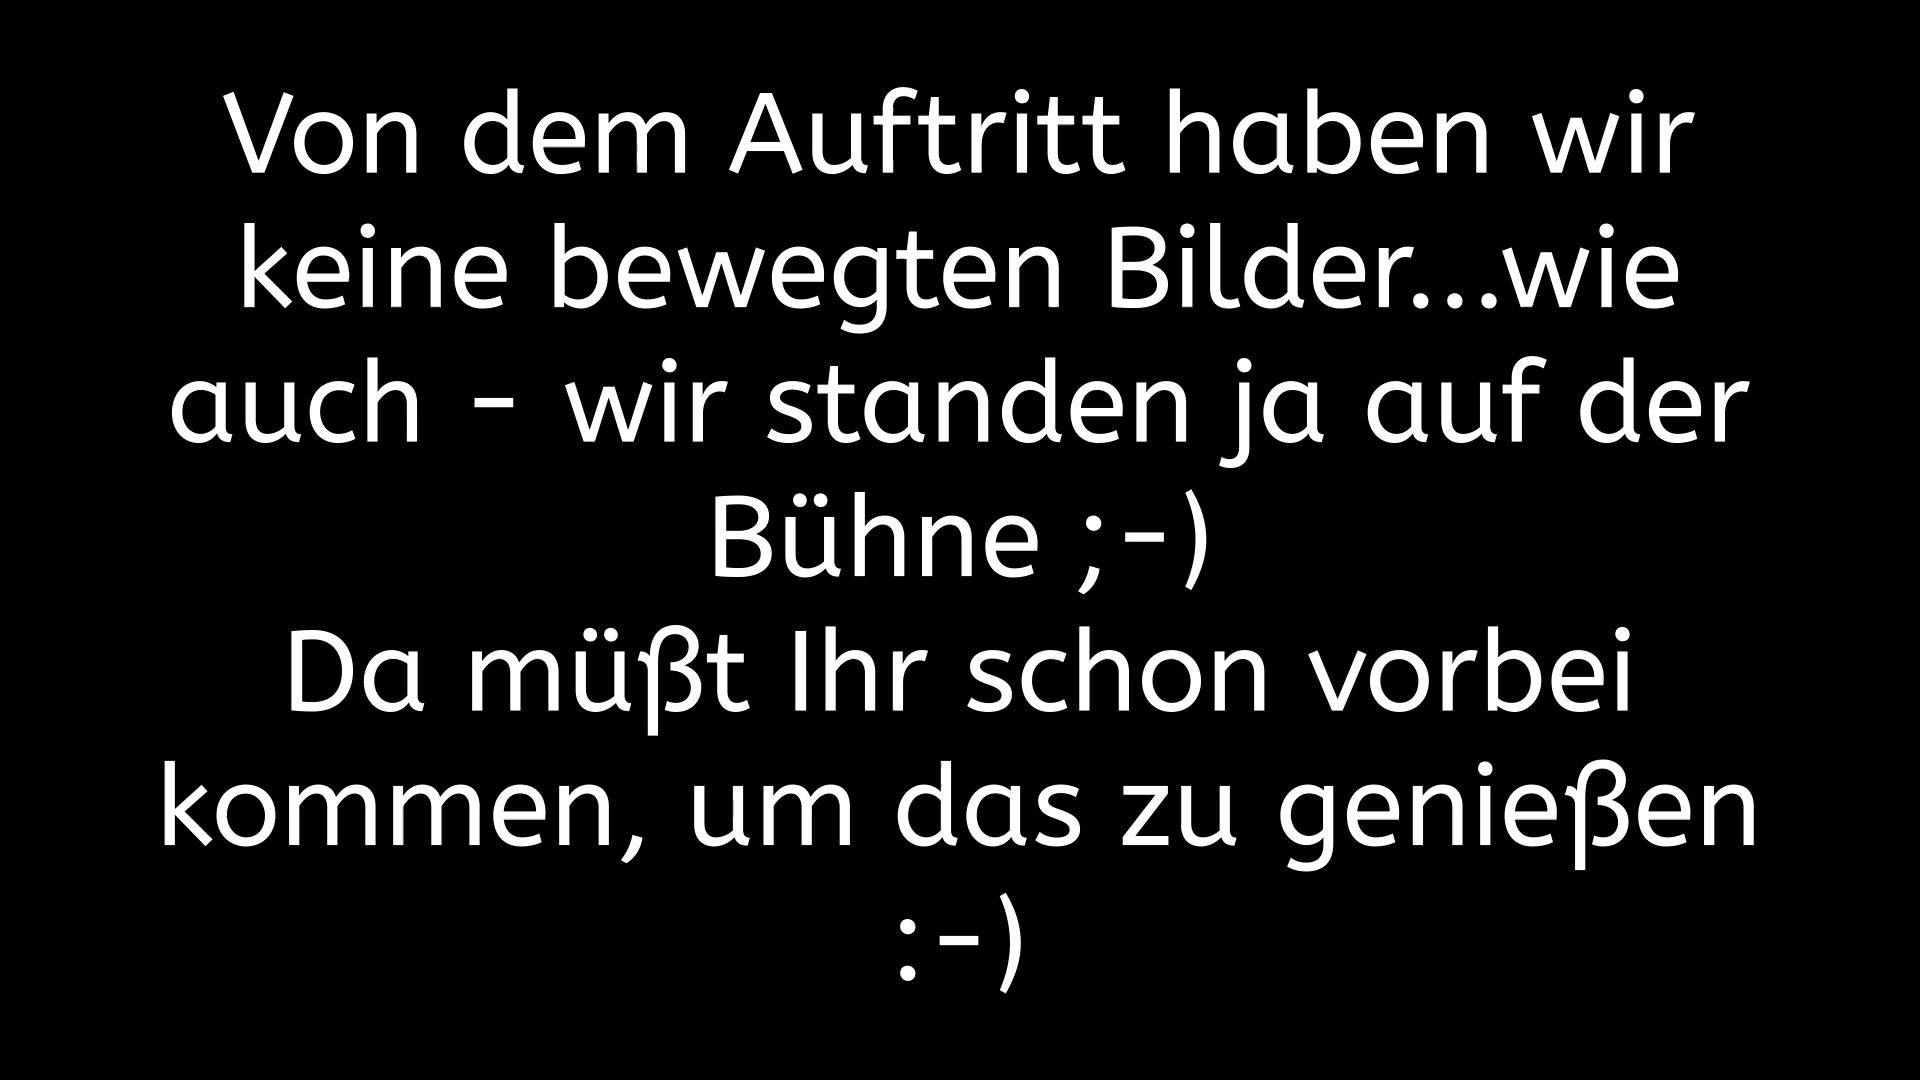 Von dem Auftritt haben wir
keine bewegten Bilder...wie
auch - wir standen ja auf der
Bühne ;-)
Da müßt Ihr schon vorbei
kommen, um das zu genießen
:-)